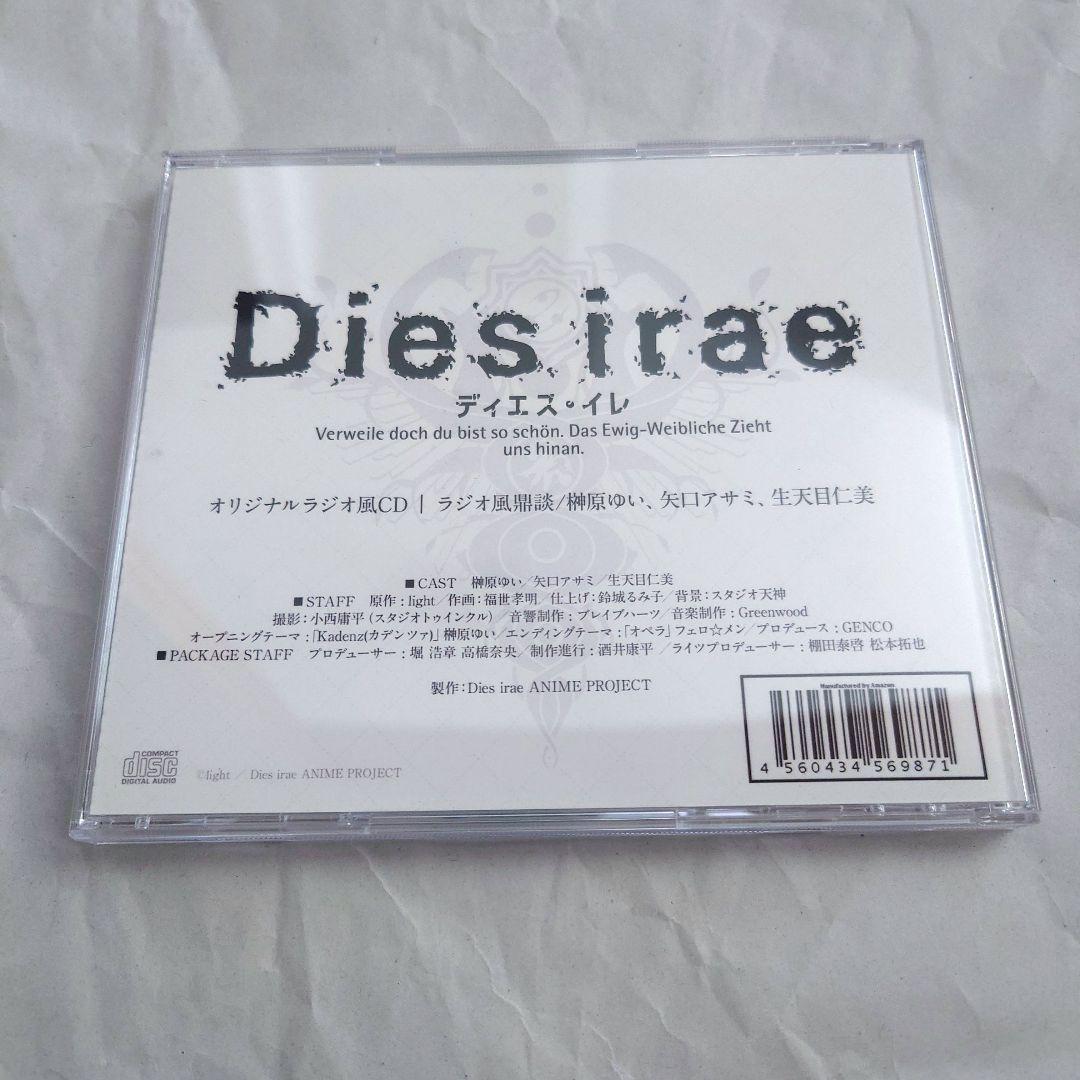 Dies irae
ディエス・イレ
Verweile doch du bist so schön. Das Ewig-Weibliche Zieht
uns hinan.
オリジナルラジオ風CD｜ラジオ風鼎談/榊原ゆい、矢口アサミ、生天目仁美
■CAST 榊原ゆい/矢口アサミ/生天目仁美
■STAFF 原作：light/作画：福世孝明/仕上げ：鈴城るみ子/背景：スタジオ天神
撮影：小西庸平(スタジオトゥインクル)/音響制作：ブレイブハーツ/音楽制作：Greenwood
オープニングテーマ：「Kadenz(カデンツァ)」榊原ゆい/エンディングテーマ：「オペラ」フェロ☆メン/プロデュース：GENCO
■PACKAGE STAFF プロデューサー：堀 浩章 高橋奈央/制作進行：酒井康平/ライツプロデューサー：棚田泰啓 松本拓也
製作：Dies irae ANIME PROJECT
Manufactured by Amazon
4 560434 569871
COMPACT
disc
DIGITAL AUDIO
©light / Dies irae ANIME PROJECT